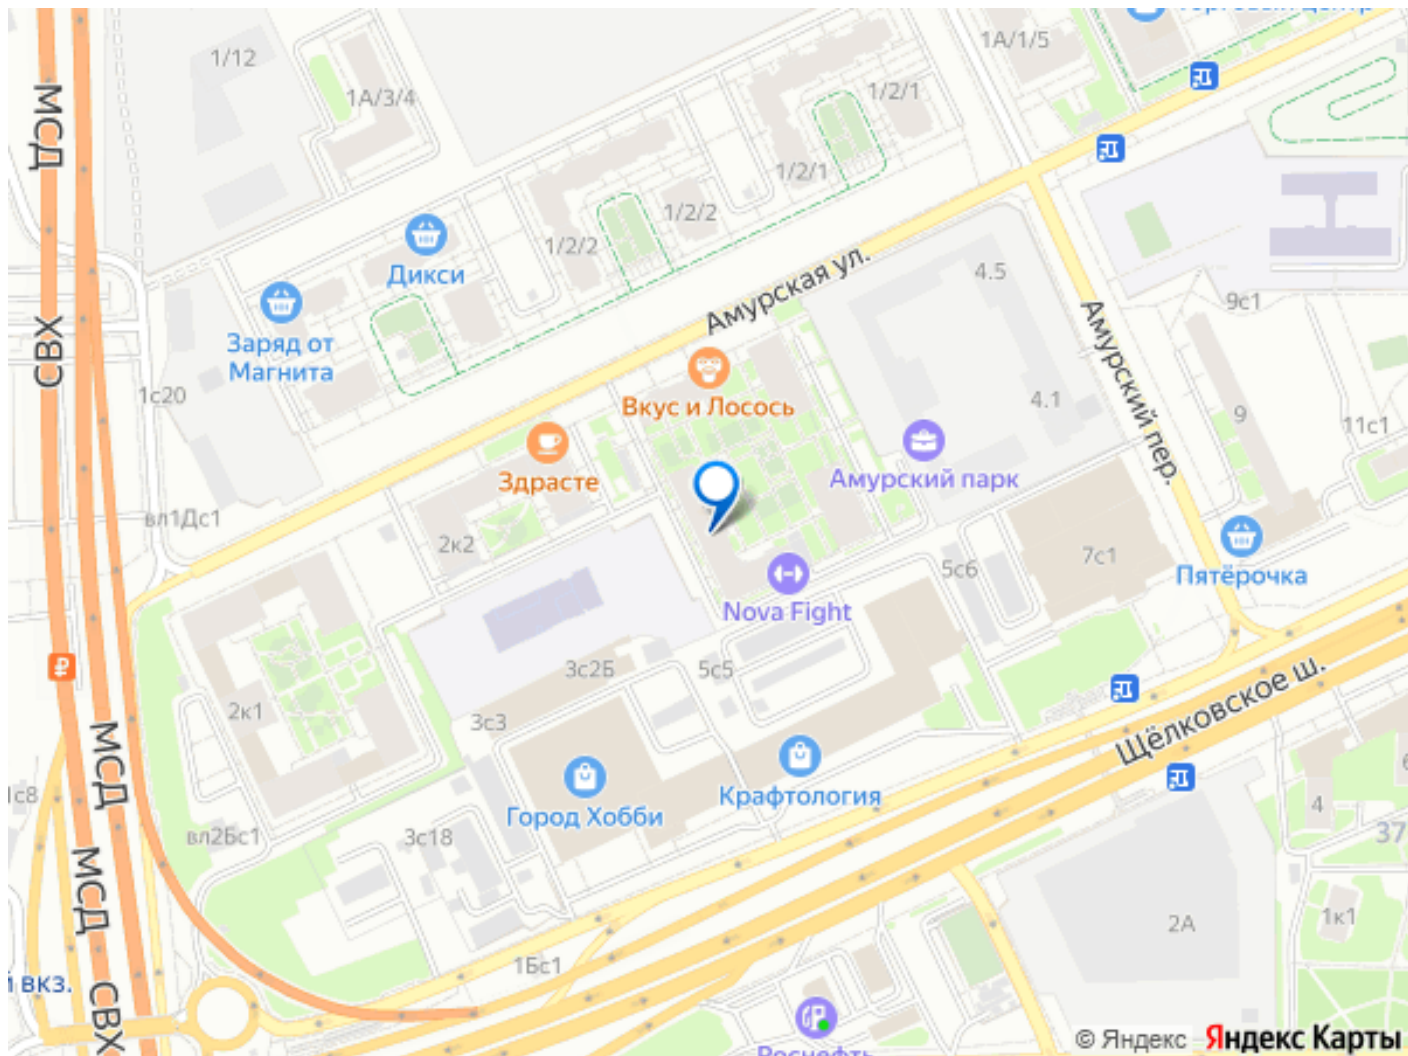 Торговый центр
1А/1/5
1/12
1А/3/4
1/2/1
МСД
1/2/1
1/2/2
1/2/2
Дикси
Амурская ул.
4.5
9с1
Заряд от
Магнита
СВХ
Амурский пер.
1с20
Вкус и Лосось
4.1
9
11с1
Здрасте
Амурский парк
вл1Дс1
2к2
7с1
5с6
Пятёрочка
Nova Fight
3с2Б
5с5
Щёлковское ш.
2к1
3с3
МСД
Город Хобби
Крафтология
1с8
вл2Бс1
3с18
4
37
МСД
2А
1к1
1Бс1
й вкз.
СВХ
Роснефть
© Яндекс Яндекс Карты